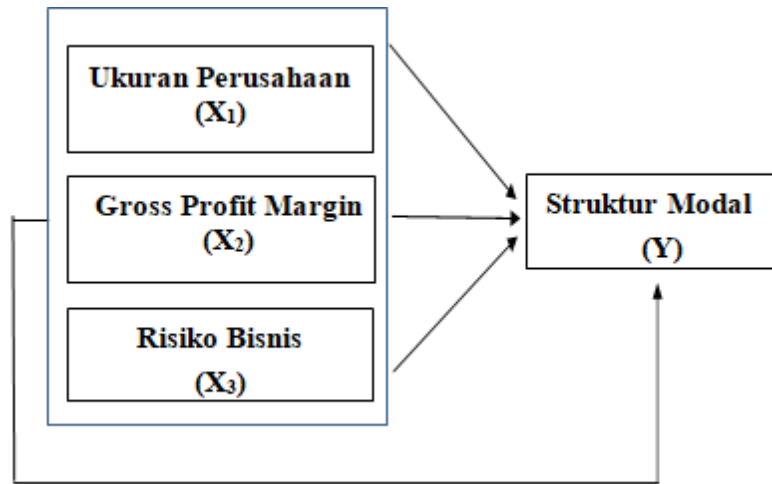 Ukuran Perusahaan
(X₁)
Gross Profit Margin
(X₂)
Risiko Bisnis
(X₃)
Struktur Modal
(Y)